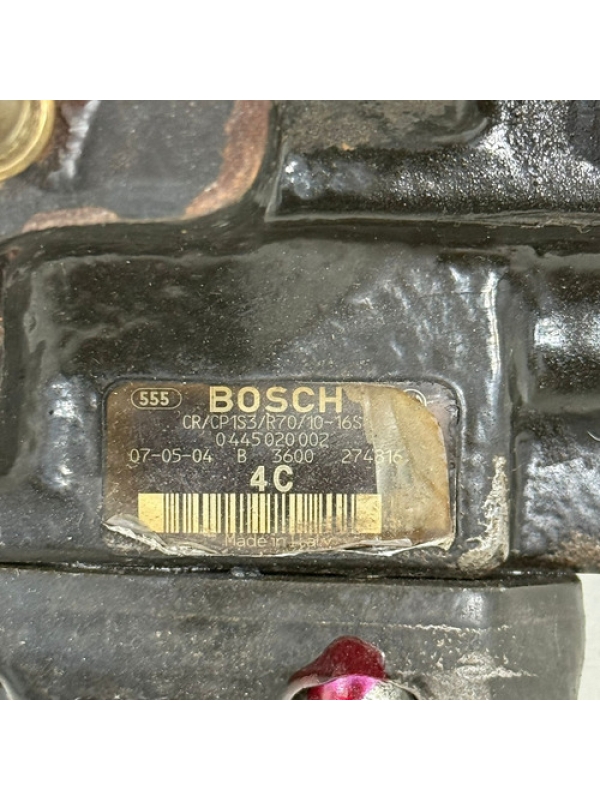 555 BOSCH
CR/CP1S3/R70/10-16S
0 445 020 002
07-05-04 B 3600 274816
4C
Made in Italy